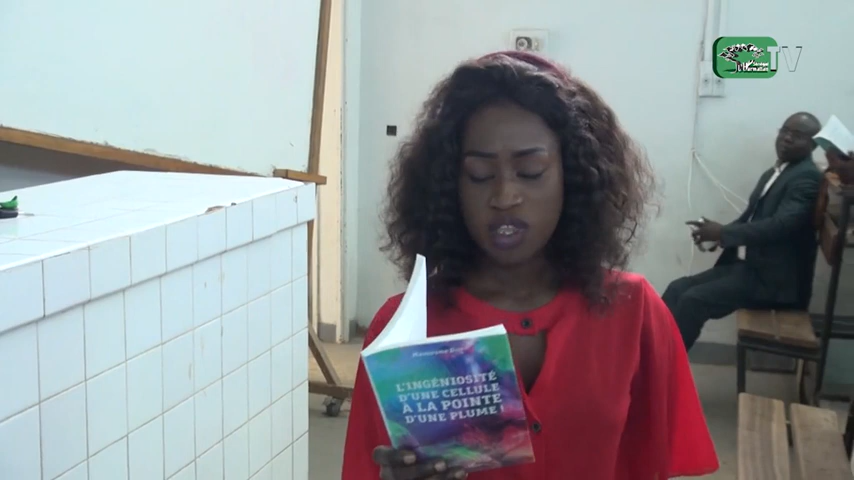 TV
L'INGÉNIOSITÉ
D'UNE CELLULE
À LA POINTE
D'UNE PLUME !